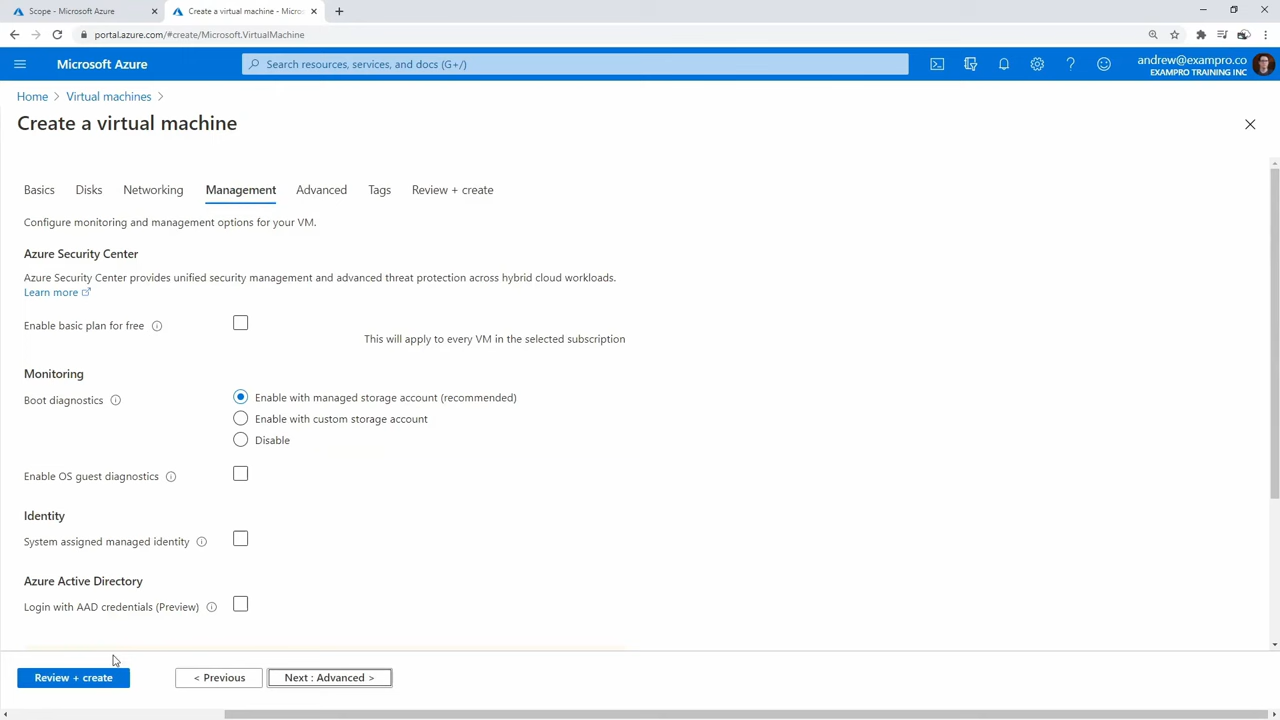 Scope - Microsoft Azure
Create a virtual machine - Micros
portal.azure.com/#create/Microsoft.VirtualMachine
Microsoft Azure
Search resources, services, and docs (G+/)
andrew@exampro.co
EXAMPRO TRAINING INC
Home > Virtual machines >
Create a virtual machine
Basics Disks Networking Management Advanced Tags Review + create
Configure monitoring and management options for your VM.
Azure Security Center
Azure Security Center provides unified security management and advanced threat protection across hybrid cloud workloads.
Learn more
Enable basic plan for free
This will apply to every VM in the selected subscription
Monitoring
Boot diagnostics
Enable with managed storage account (recommended)
Enable with custom storage account
Disable
Enable OS guest diagnostics
Identity
System assigned managed identity
Azure Active Directory
Login with AAD credentials (Preview)
Review + create
< Previous
Next : Advanced >